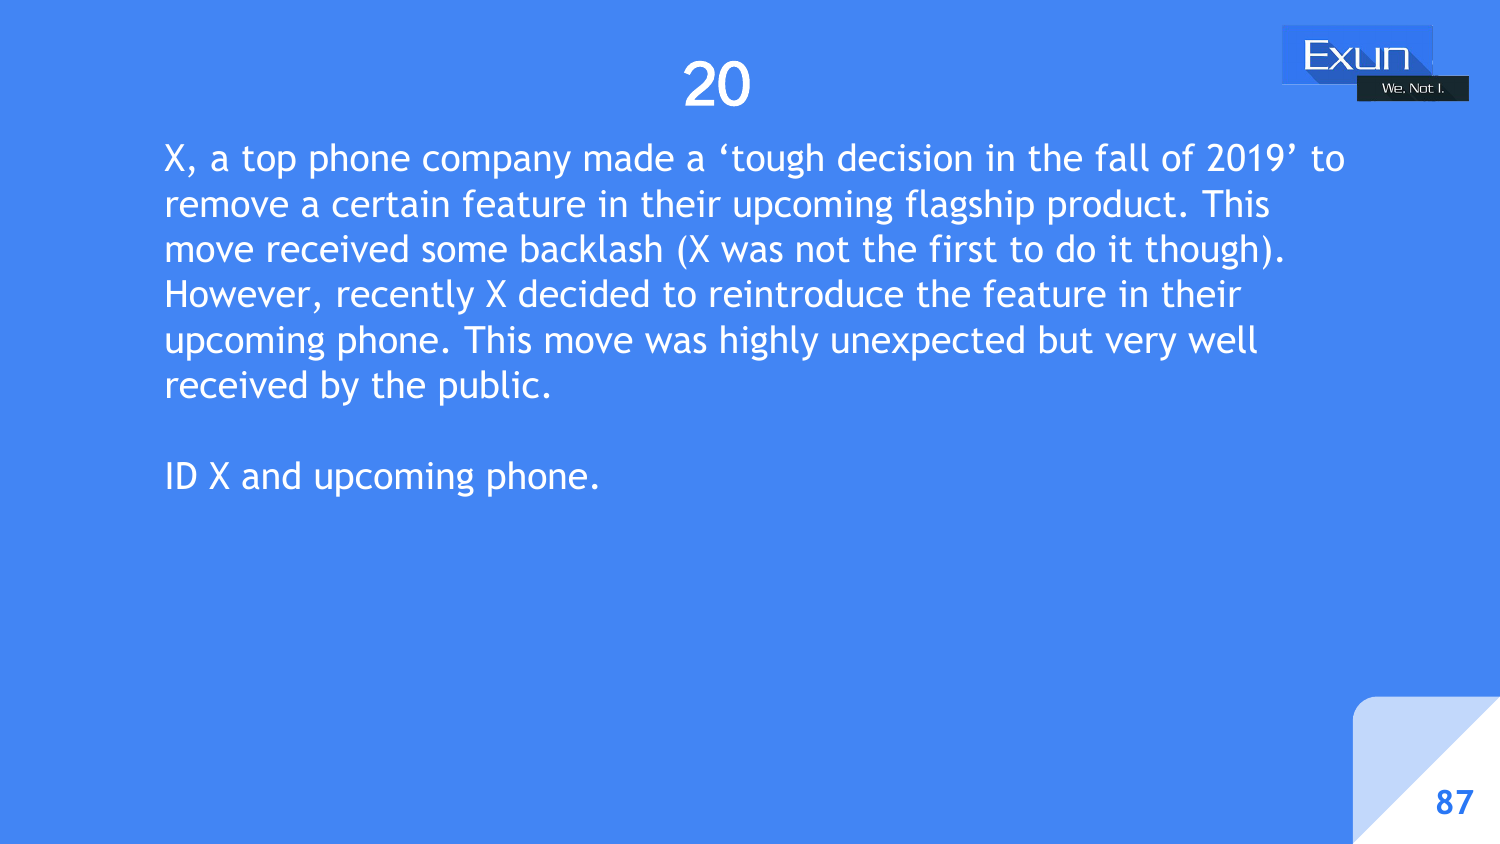 20
Exun
We. Not I.
X, a top phone company made a ‘tough decision in the fall of 2019’ to
remove a certain feature in their upcoming flagship product. This
move received some backlash (X was not the first to do it though).
However, recently X decided to reintroduce the feature in their
upcoming phone. This move was highly unexpected but very well
received by the public.
ID X and upcoming phone.
87